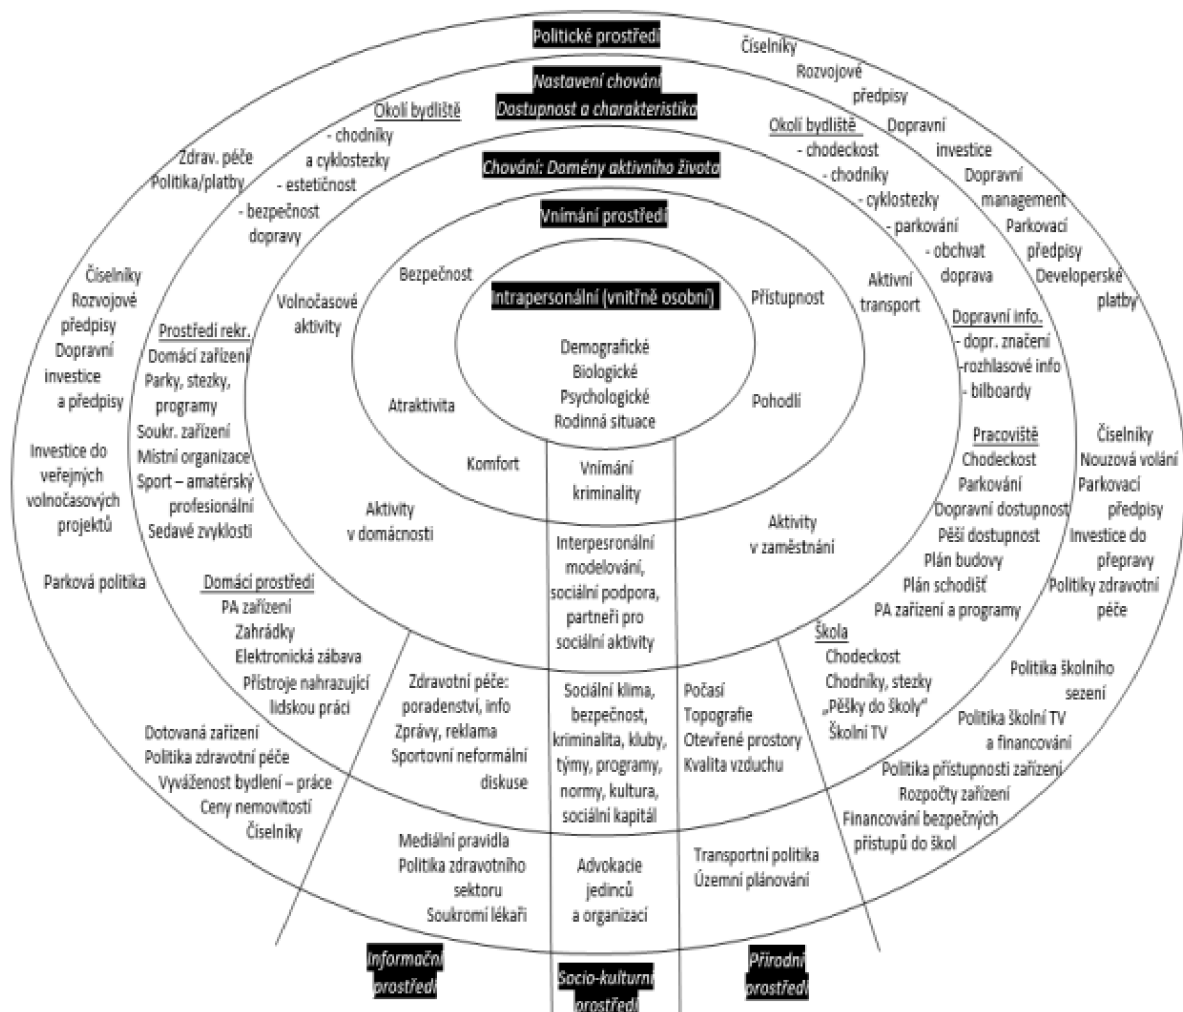 Politické prostředí
Číselníky
Rozvojové
předpisy
Nastavení chování
Dostupnost a charakteristika
Okolí bydliště
- chodníky
a cyklostezky
- estetičnost
- bezpečnost
dopravy
Zdrav. péče
Politika/platby
Okolí bydliště
- chodeckost
- chodníky
- cyklostezky
- parkování
- obchvat
doprava
Dopravní
investice
Dopravní
management
Parkovací
předpisy
Developerské
platby
Chování: Domény aktivního života
Vnímání prostředí
Bezpečnost
Intrapersonální (vnitřně osobní)
Přístupnost
Aktivní
transport
Volnočasové
aktivity
Demografické
Biologické
Psychologické
Rodinná situace
Atraktivita
Pohodlí
Komfort
Vnímání
kriminality
Číselníky
Rozvojové
předpisy
Dopravní
investice
a předpisy
Investice do
veřejných
volnočasových
projektů
Parková politika
Prostředí rekr.
Domácí zařízení
Parky, stezky,
programy
Soukr. zařízení
Místní organizace
Sport – amatérský
profesionální
Sedavé zvyklosti
Dopravní info.
- dopr. značení
-rozhlasové info
- bilboardy
Pracoviště
Chodeckost
Parkování
Dopravní dostupnost
Pěší dostupnost
Plán budovy
Plán schodišť
PA zařízení a programy
Číselníky
Nouzová volání
Parkovací
předpisy
Investice do
přepravy
Politiky zdravotní
péče
Aktivity
v domácnosti
Interpesronální
modelování,
sociální podpora,
partneři pro
sociální aktivity
Aktivity
v zaměstnání
Domácí prostředí
PA zařízení
Zahrádky
Elektronická zábava
Přístroje nahrazující
lidskou práci
Škola
Chodeckost
Chodníky, stezky
„Pěšky do školy"
Školní TV
Zdravotní péče:
poradenství, info
Zprávy, reklama
Sportovní neformální
diskuse
Sociální klima,
bezpečnost,
kriminalita, kluby,
týmy, programy,
normy, kultura,
sociální kapitál
Počasí
Topografie
Otevřené prostory
Kvalita vzduchu
Politika školního
sezení
Politika školní TV
a financování
Politika přístupnosti zařízení
Rozpočty zařízení
Financování bezpečných
přístupů do škol
Dotovaná zařízení
Politika zdravotní péče
Vyváženost bydlení – práce
Ceny nemovitostí
Číselníky
Mediální pravidla
Politika zdravotního
sektoru
Soukromí lékaři
Advokacie
jedinců
a organizací
Transportní politika
Územní plánování
Informační
prostředí
Socio-kulturní
prostředí
Přírodní
prostředí